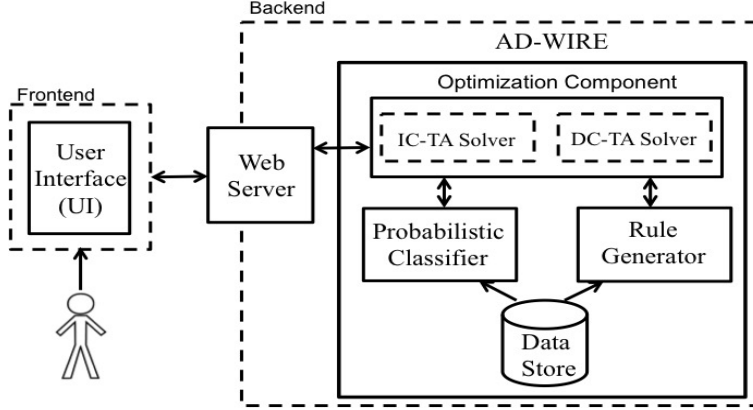 Backend
AD-WIRE
Optimization Component
Frontend
IC-TA Solver
DC-TA Solver
User
Interface
(UI)
Web
Server
Probabilistic
Classifier
Rule
Generator
Data
Store